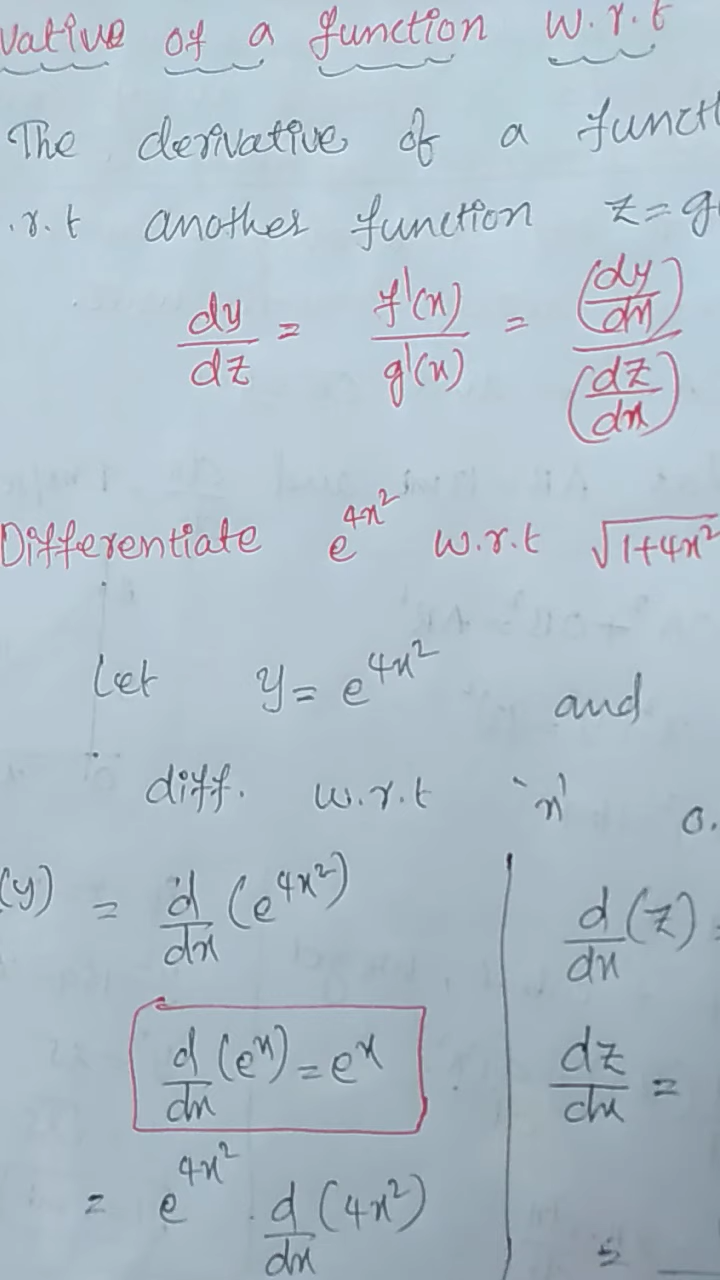 vative of a function w.r.t
The derivative of a functi
.r.t another function z = g(
dy/dz = f'(x)/g'(x) = (dy/dx)/(dz/dx)
Differentiate e^{4x²} w.r.t √(1+4x²
Let y = e^{4x²} and
diff. w.r.t 'x' o.
(y) = d/dx (e^{4x²})
d/dx (z) =
d/dx (e^x) = e^x
dz/dx =
= e^{4x²} . d/dx (4x²)
=